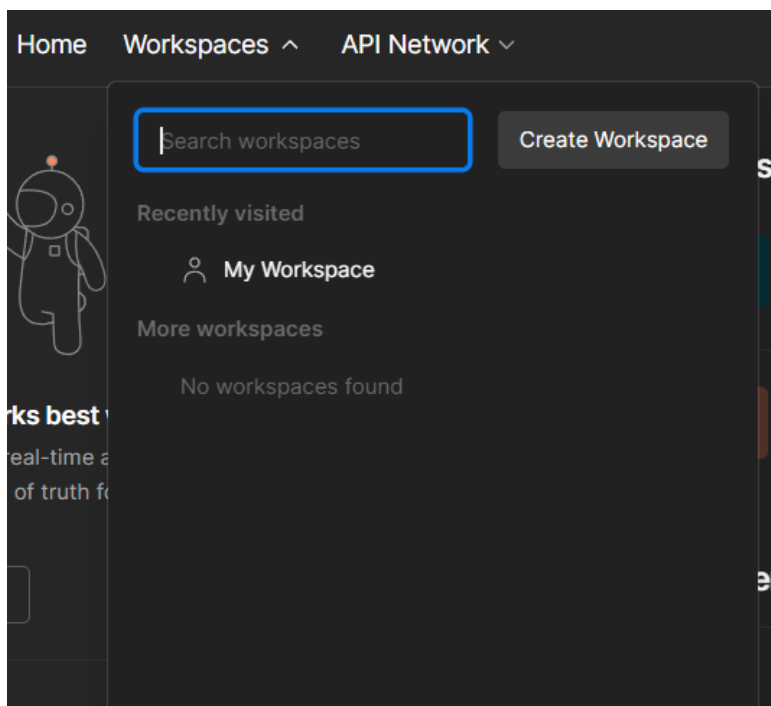 Home Workspaces API Network
Search workspaces Create Workspace
Recently visited
My Workspace
More workspaces
No workspaces found
best
real-time
of truth